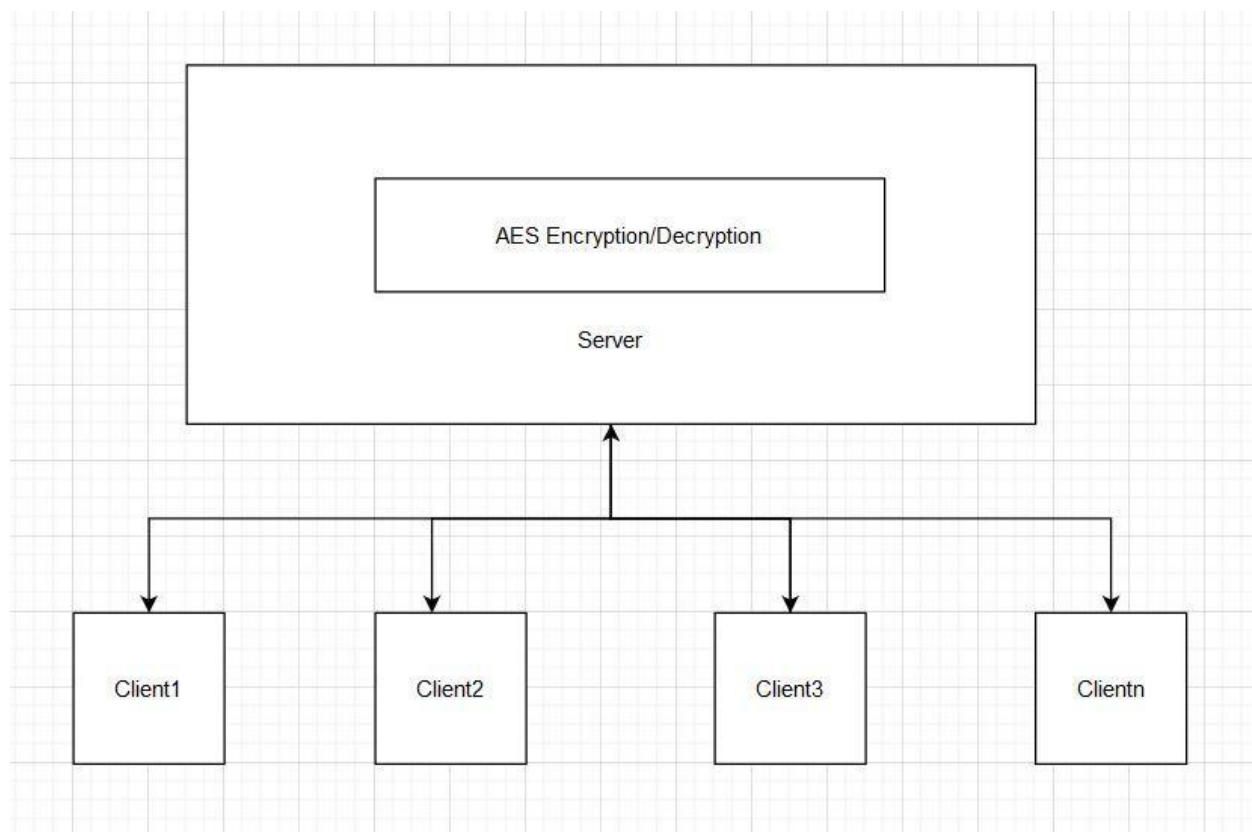 AES Encryption/Decryption
Server
Client1
Client2
Client3
Clientn